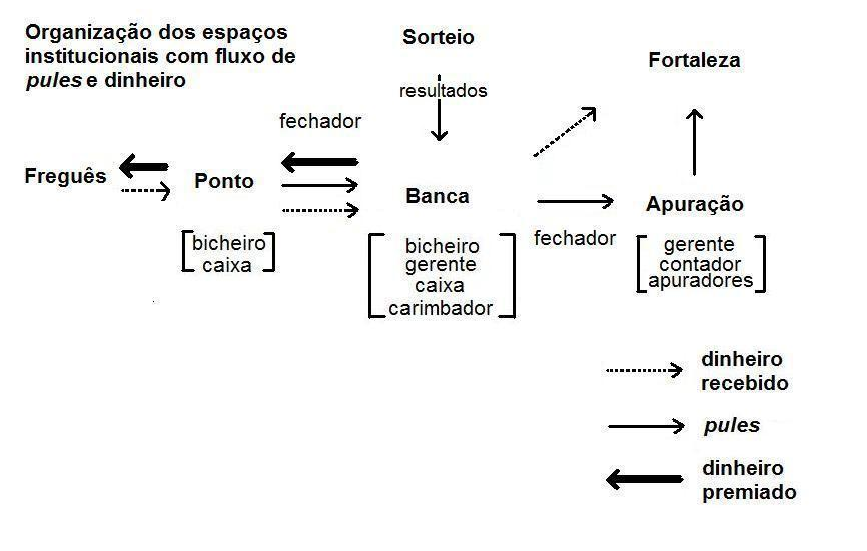 Organização dos espaços
institucionais com fluxo de
pules e dinheiro
Sorteio
resultados
Fortaleza
fechador
Freguês
Ponto
Banca
Apuração
fechador
bicheiro
caixa
bicheiro
gerente
caixa
carimbador
gerente
contador
apuradores
dinheiro
recebido
pules
dinheiro
premiado